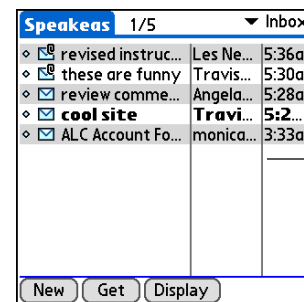 Speakeas 1/5 Inbox
revised instruc... Les Ne... 5:36a
these are funny Travis... 5:30a
review comme... Angela... 5:28a
cool site Travi... 5:2...
ALC Account Fo... monica... 3:33a
New Get Display